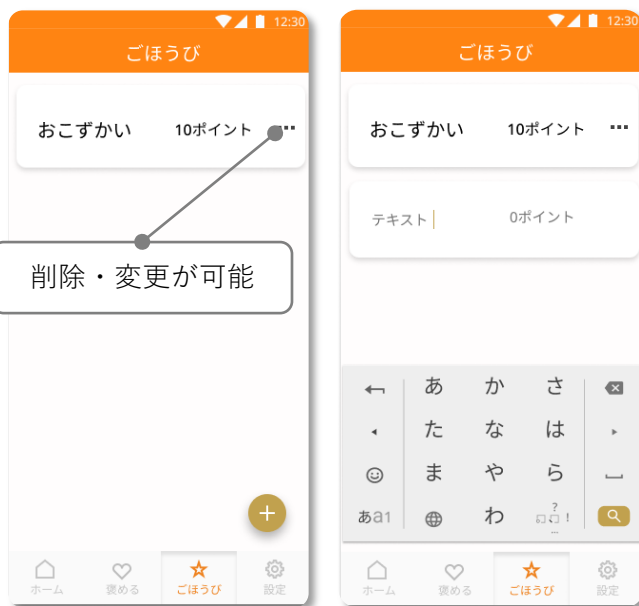 12:30
ごほうび
おこずかい 10ポイント
削除・変更が可能
ホーム 褒める ごほうび 設定
12:30
ごほうび
おこずかい 10ポイント
テキスト 0ポイント
あ か さ
た な は
ま や ら
あa1 わ ?!
ホーム 褒める ごほうび 設定